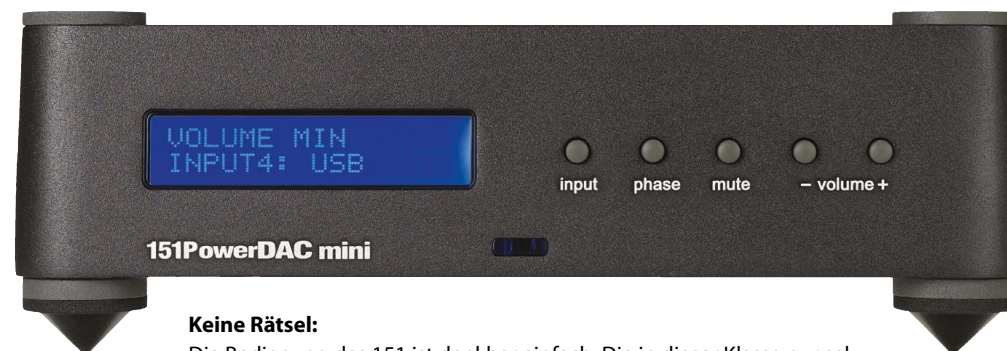 VOLUME MIN
INPUT4: USB
input phase mute – volume +
151PowerDAC mini
Keine Rätsel: